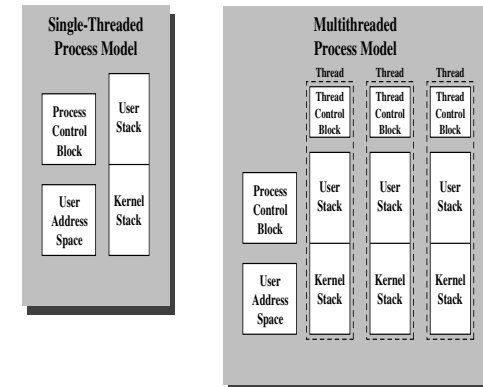 Single-Threaded
Process Model
Process
Control
Block
User
Stack
User
Address
Space
Kernel
Stack
Multithreaded
Process Model
Thread
Thread
Thread
Thread
Control
Block
Thread
Control
Block
Thread
Control
Block
Process
Control
Block
User
Stack
User
Stack
User
Stack
User
Address
Space
Kernel
Stack
Kernel
Stack
Kernel
Stack